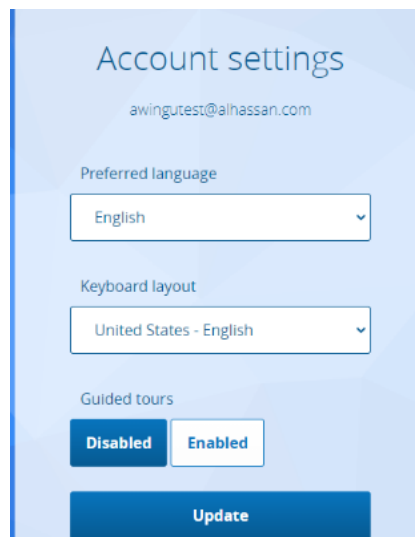 Account settings
awingutest@alhassan.com
Preferred language
English
Keyboard layout
United States - English
Guided tours
Disabled Enabled
Update